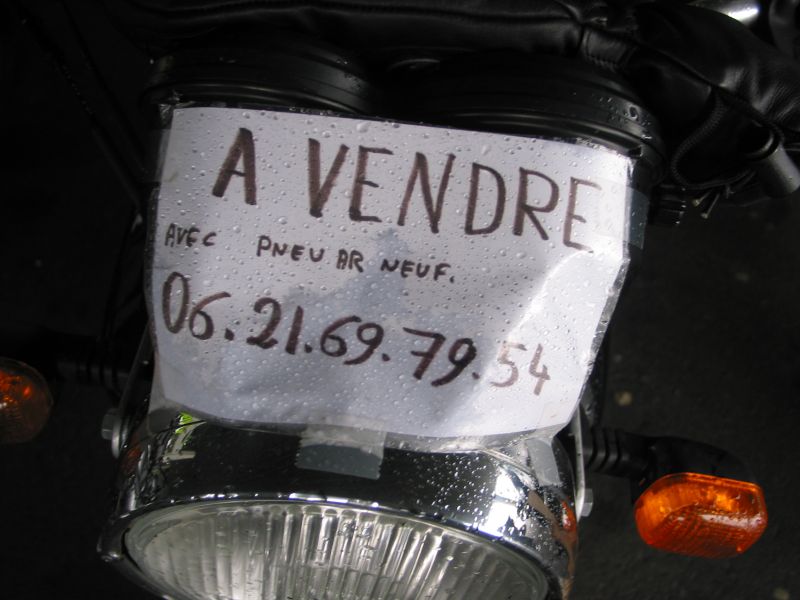 A VENDRE
AVEC PNEU AR NEUF.
06.21.69.79.54